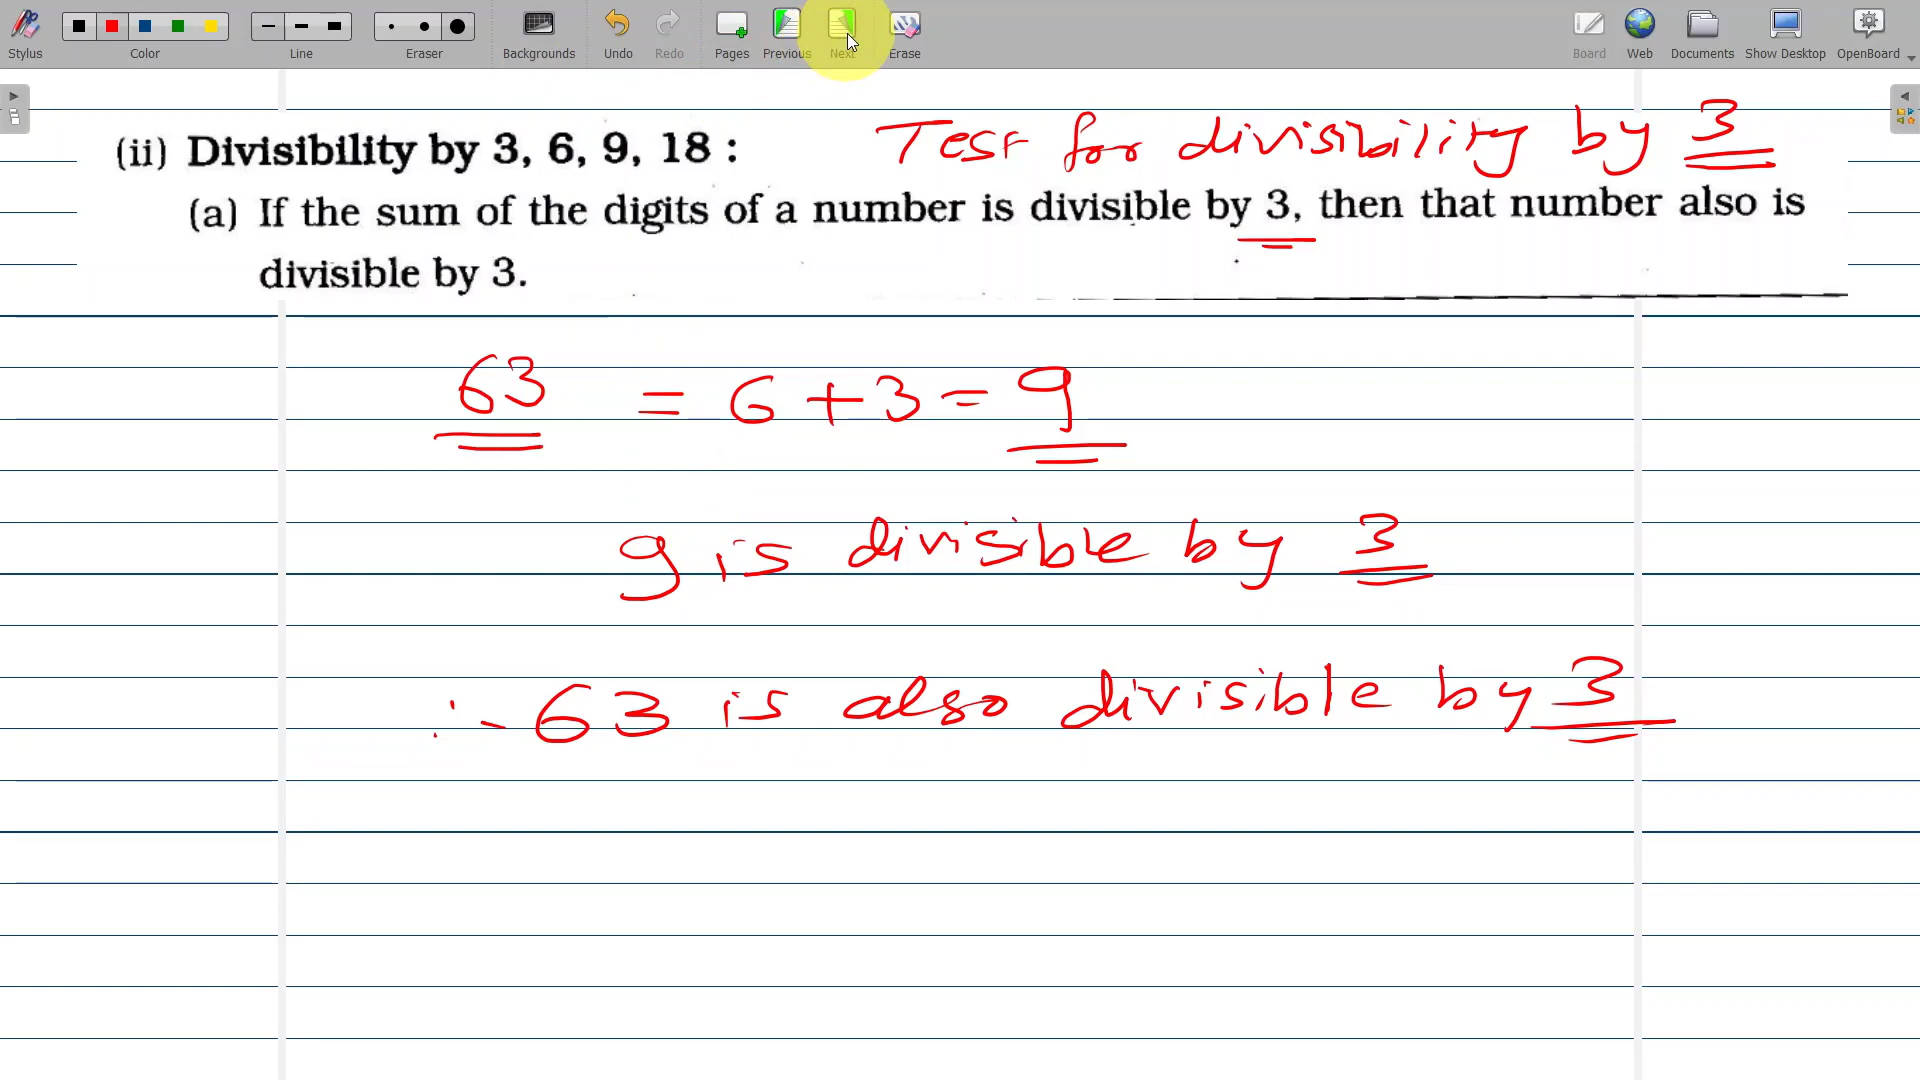 Stylus Color Line Eraser Backgrounds Undo Redo Pages Previous Next Erase Board Web Documents Show Desktop OpenBoard
(ii) Divisibility by 3, 6, 9, 18 : Test for divisibility by 3
(a) If the sum of the digits of a number is divisible by 3, then that number also is
divisible by 3.
63 = 6 + 3 = 9
9 is divisible by 3
∴ 63 is also divisible by 3